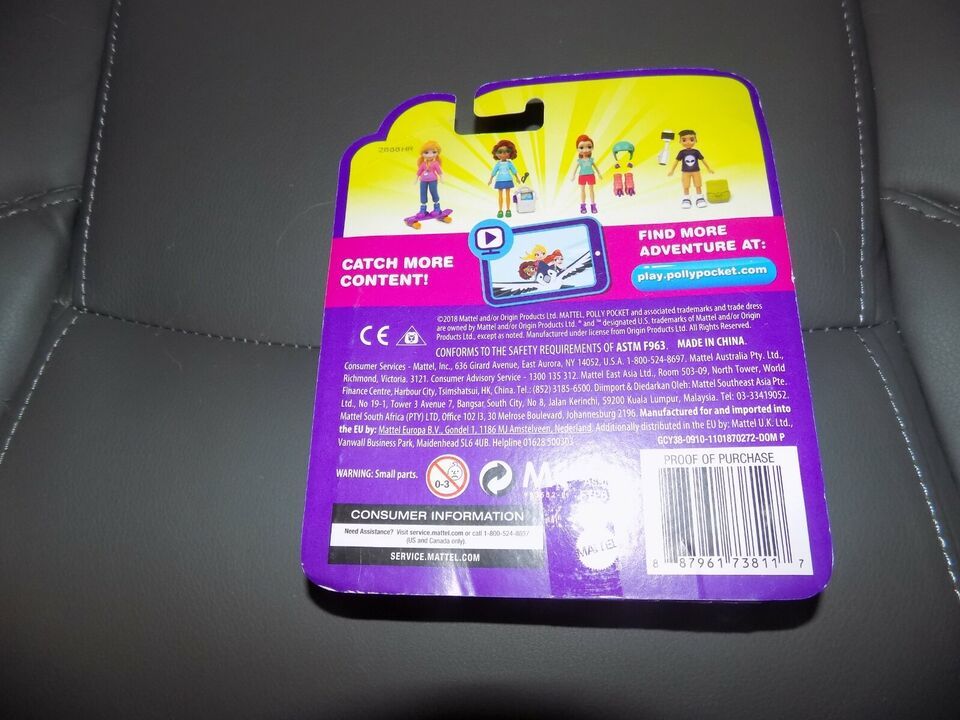 2888HR
CATCH MORE
CONTENT!
FIND MORE
ADVENTURE AT:
play.pollypocket.com
©2018 Mattel and/or Origin Products Ltd. MATTEL, POLLY POCKET and associated trademarks and trade dress
are owned by Mattel and/or Origin Products Ltd. ® and ™ designated U.S. trademarks of Mattel and/or Origin
Products Ltd., except as noted. Manufactured under license from Origin Products Ltd. All Rights Reserved.
CE
CONFORMS TO THE SAFETY REQUIREMENTS OF ASTM F963. MADE IN CHINA.
Consumer Services - Mattel, Inc., 636 Girard Avenue, East Aurora, NY 14052, U.S.A. 1-800-524-8697. Mattel Australia Pty. Ltd.,
Richmond, Victoria. 3121. Consumer Advisory Service - 1300 135 312. Mattel East Asia Ltd., Room 503-09, North Tower, World
Finance Centre, Harbour City, Tsimshatsui, HK, China. Tel.: (852) 3185-6500. Diimport & Diedarkan Oleh: Mattel Southeast Asia Pte.
Ltd., No 19-1, Tower 3 Avenue 7, Bangsar South City, No 8, Jalan Kerinchi, 59200 Kuala Lumpur, Malaysia. Tel: 03-33419052.
Mattel South Africa (PTY) LTD, Office 102 I3, 30 Melrose Boulevard, Johannesburg 2196. Manufactured for and imported into
the EU by: Mattel Europa B.V., Gondel 1, 1186 MJ Amstelveen, Nederland. Additionally distributed in the EU by: Mattel U.K. Ltd.,
Vanwall Business Park, Maidenhead SL6 4UB. Helpline 01628 500303.
GCY38-0910-1101870272-DOM P
WARNING: Small parts.
0-3
PROOF OF PURCHASE
CONSUMER INFORMATION
Need Assistance? Visit service.mattel.com or call 1-800-524-8697
(US and Canada only).
SERVICE.MATTEL.COM
MATTEL
8 87961 73811 7